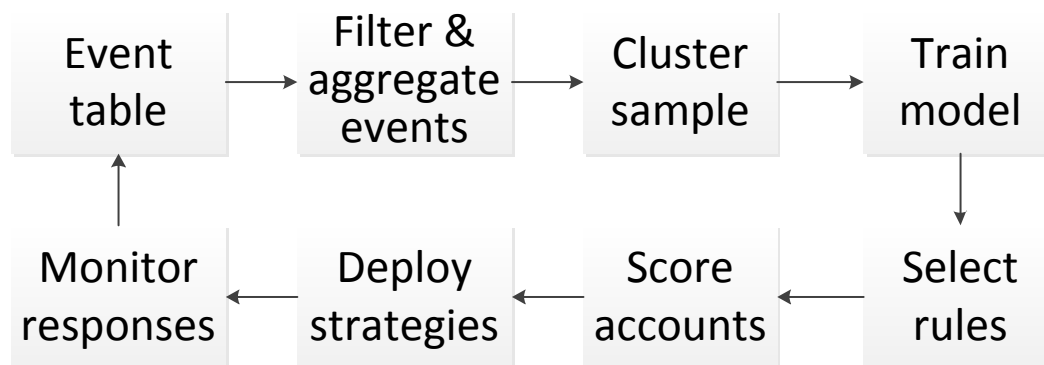 Event
table
Filter &
aggregate
events
Cluster
sample
Train
model
Monitor
responses
Deploy
strategies
Score
accounts
Select
rules